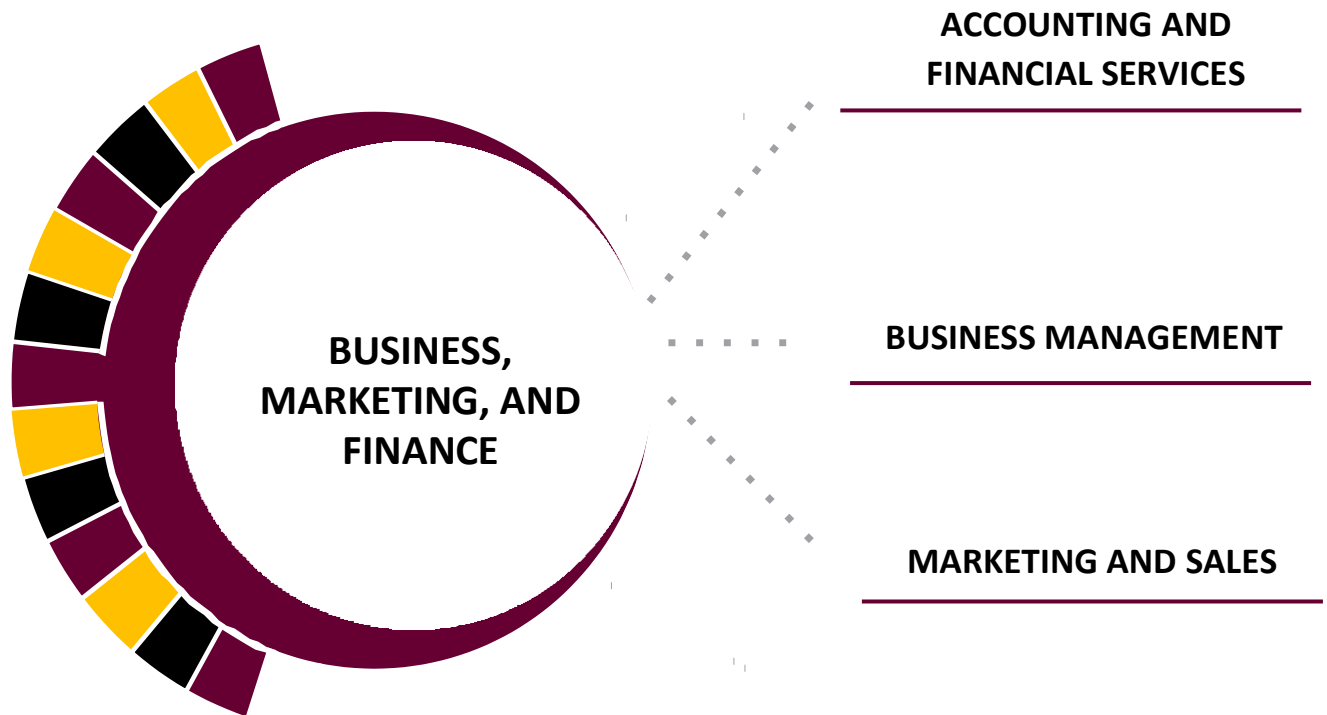 ACCOUNTING AND
FINANCIAL SERVICES
BUSINESS MANAGEMENT
BUSINESS,
MARKETING, AND
FINANCE
MARKETING AND SALES